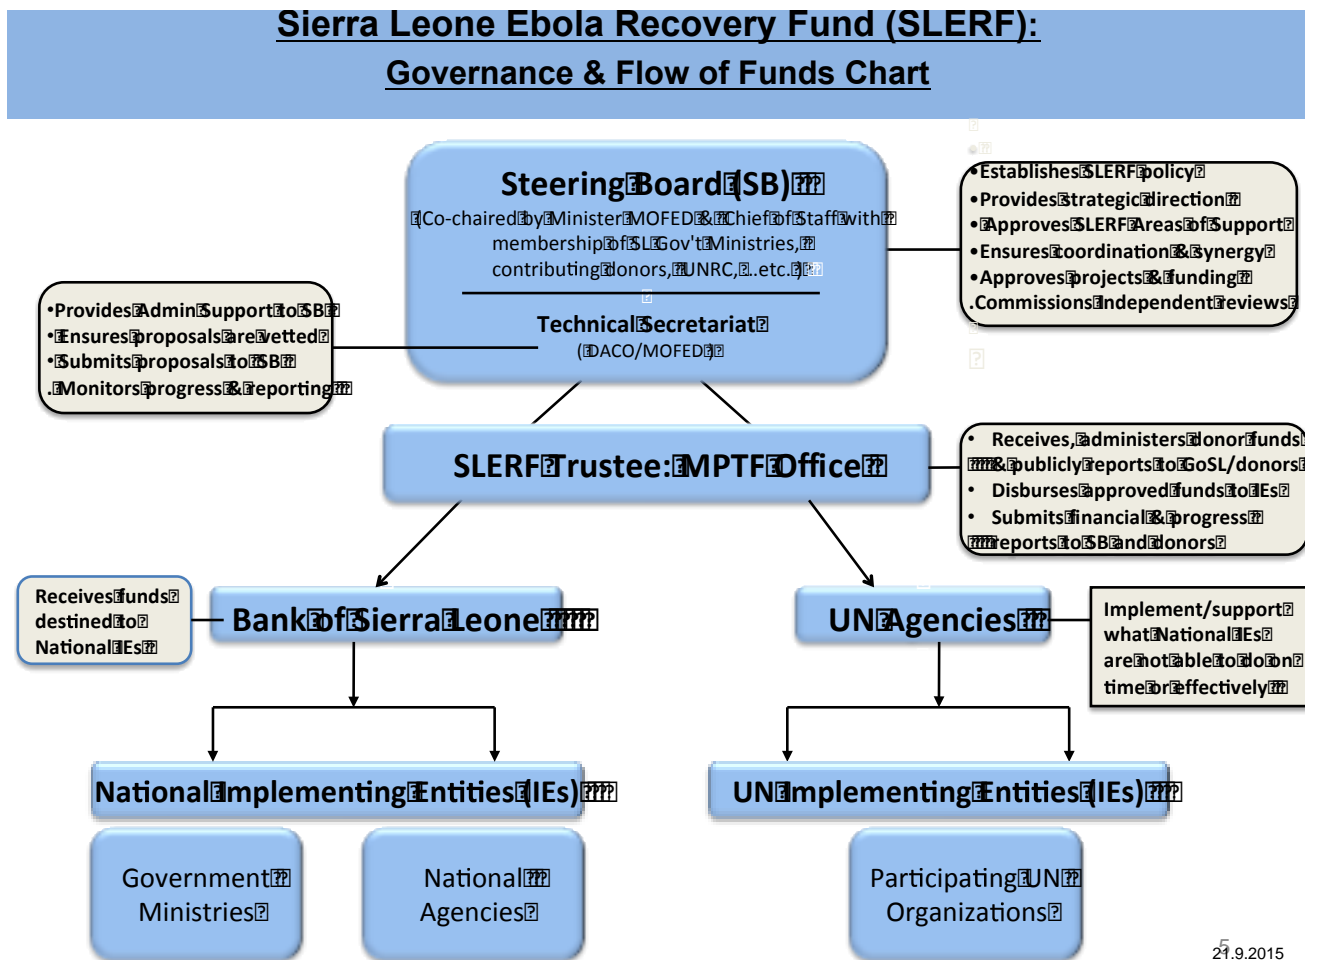 Sierra Leone Ebola Recovery Fund (SLERF):
Governance & Flow of Funds Chart
Steering Board (SB)
(Co-chaired by Minister MOFED & Chief of Staff with
membership of SL Gov't Ministries,
contributing donors, UNRC, …etc.)
Technical Secretariat
( DACO/MOFED )
•Establishes SLERF policy
•Provides strategic direction
• Approves SLERF Areas of Support
•Ensures coordination & synergy
•Approves projects & funding
.Commissions Independent reviews
•Provides Admin Support to SB
• Ensures proposals are vetted
• Submits proposals to SB
. Monitors progress & reporting
SLERF Trustee: MPTF Office
• Receives, administers donor funds
& publicly reports to GoSL/donors
• Disburses approved funds to IEs
• Submits financial & progress
reports to SB and donors
Receives funds
destined to
National IEs
Bank of Sierra Leone
UN Agencies
Implement/support
what National IEs
are not able to do on
time or effectively
National Implementing Entities (IEs)
UN Implementing Entities (IEs)
Government
Ministries
National
Agencies
Participating UN
Organizations
5
21.9.2015